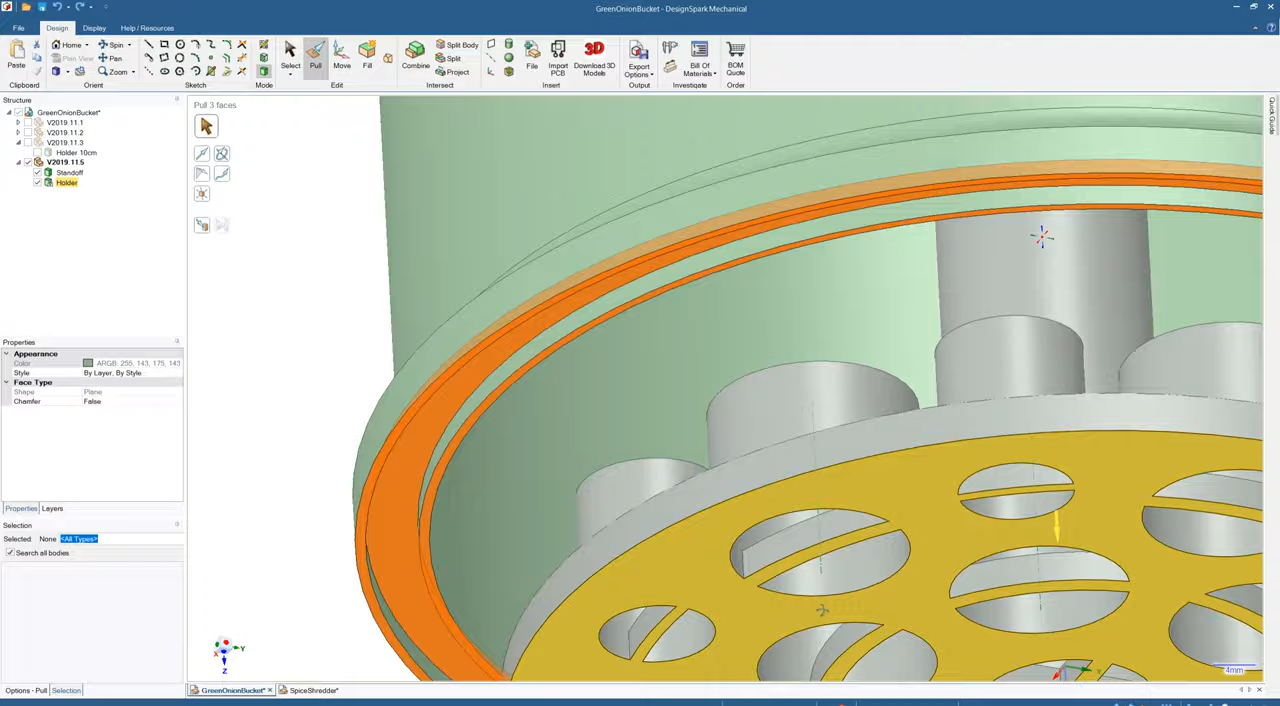 GreenOnionBucket - DesignSpark Mechanical
File Design Display Help / Resources
Paste
Clipboard
Home Spin
Plan View Pan
Zoom
Orient
Sketch
Mode
Select Pull Move Fill
Edit
Combine
Split Body
Split
Project
Intersect
File Import PCB Download 3D Models
Insert
Export Options
Output
Bill Of Materials
Investigate
BOM Quote
Order
Structure
GreenOnionBucket*
V2019.11.1
V2019.11.2
V2019.11.3
Holder 10cm
V2019.11.5
Standoff
Holder
Pull 3 faces
Quick Guide
Properties
Appearance
Color ARGB: 255, 143, 175, 143
Style By Layer, By Style
Face Type
Shape Plane
Chamfer False
Properties Layers
Selection
Selected: None <All Types>
Search all bodies
X Y Z
Y
4mm
Options - Pull Selection
GreenOnionBucket* SpiceShredder*